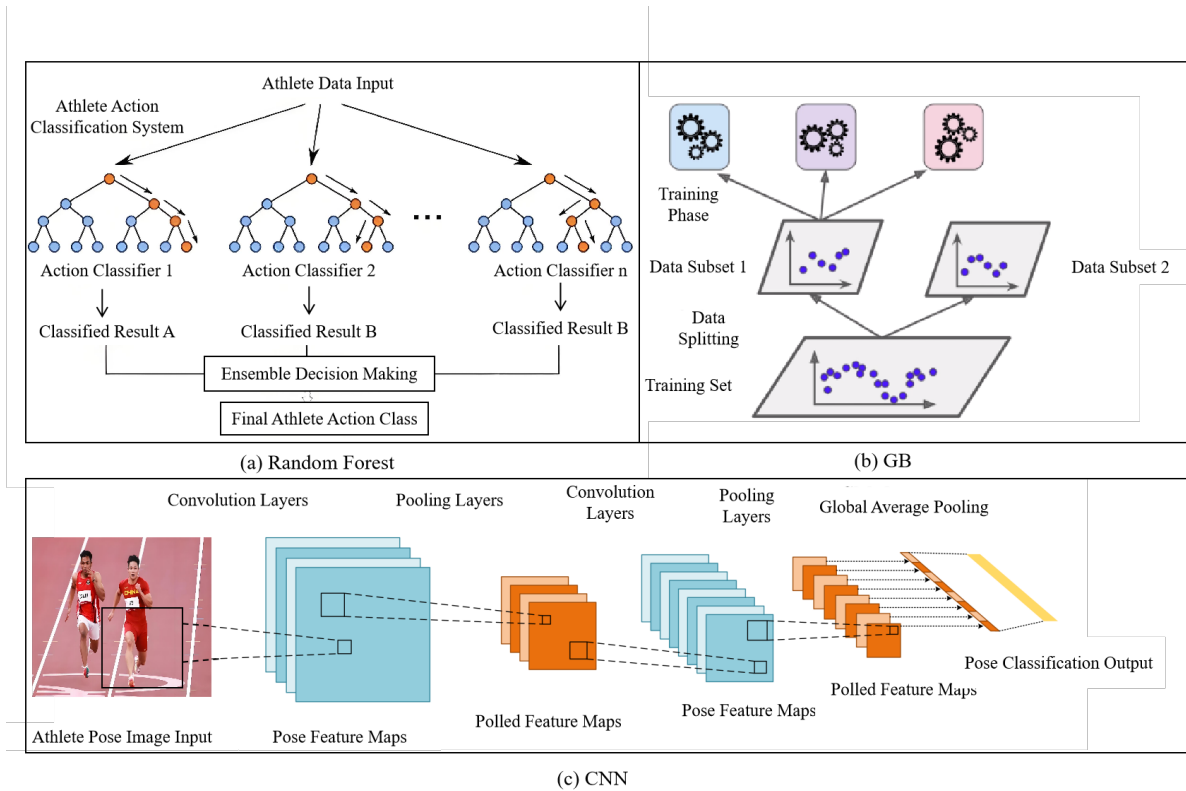 Athlete Data Input
Athlete Action
Classification System
...
Action Classifier 1
Action Classifier 2
Action Classifier n
Classified Result A
Classified Result B
Classified Result B
Ensemble Decision Making
Final Athlete Action Class
(a) Random Forest
Training
Phase
Data Subset 1
Data Subset 2
Data
Splitting
Training Set
(b) GB
Convolution Layers
Pooling Layers
Convolution
Layers
Pooling
Layers
Global Average Pooling
CHINA
Athlete Pose Image Input
Pose Feature Maps
Polled Feature Maps
Pose Feature Maps
Polled Feature Maps
Pose Classification Output
(c) CNN